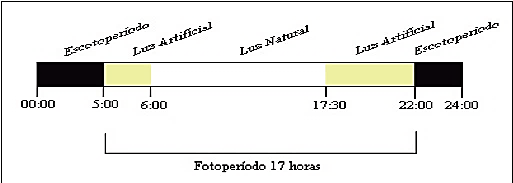 Escotoperíodo
Luz Artificial
Luz Natural
Luz Artificial
Escotoperíodo
00:00 5:00 6:00 17:30 22:00 24:00
Fotoperíodo 17 horas